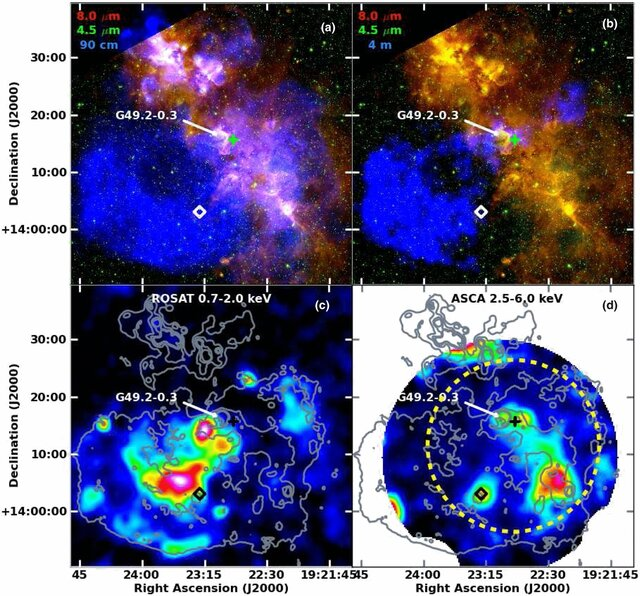 8.0 μm
4.5 μm
90 cm
(a)
G49.2-0.3
8.0 μm
4.5 μm
4 m
(b)
G49.2-0.3
30:00
20:00
10:00
+14:00:00
Declination (J2000)
ROSAT 0.7-2.0 keV
(c)
G49.2-0.3
ASCA 2.5-6.0 keV
(d)
G49.2-0.3
30:00
20:00
10:00
+14:00:00
Declination (J2000)
45
24:00
23:15
22:30
19:21:45
45
24:00
23:15
22:30
19:21:45
Right Ascension (J2000)
Right Ascension (J2000)